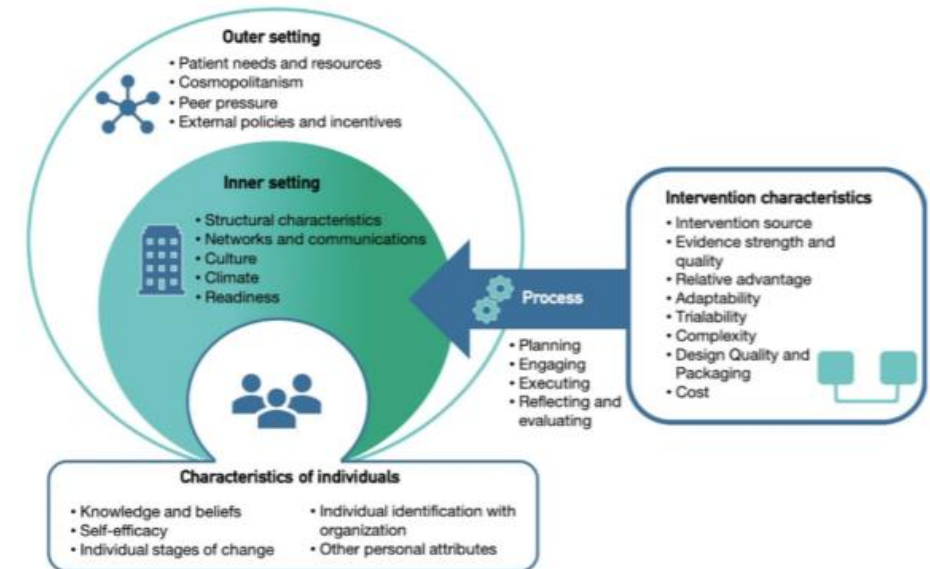 Outer setting
• Patient needs and resources
• Cosmopolitanism
• Peer pressure
• External policies and incentives
Inner setting
• Structural characteristics
• Networks and communications
• Culture
• Climate
• Readiness
Process
• Planning
• Engaging
• Executing
• Reflecting and
evaluating
Intervention characteristics
• Intervention source
• Evidence strength and
quality
• Relative advantage
• Adaptability
• Trialability
• Complexity
• Design Quality and
Packaging
• Cost
Characteristics of individuals
• Knowledge and beliefs
• Self-efficacy
• Individual stages of change
• Individual identification with
organization
• Other personal attributes